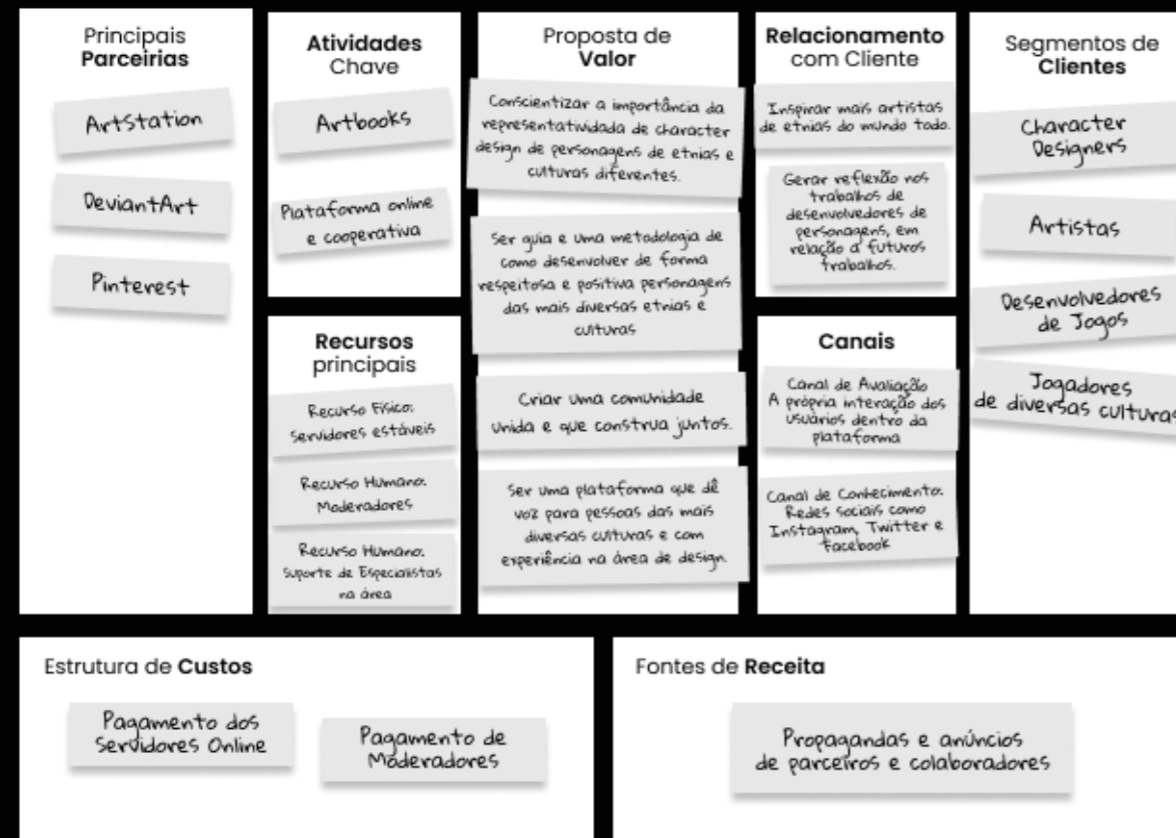 Principais
Parceirias
ArtStation
DeviantArt
Pinterest
Atividades
Chave
Artbooks
Plataforma online
e cooperativa
Recursos
principais
Recurso Físico:
Servidores estáveis
Recurso Humano:
Moderadores
Recurso Humano:
Suporte de Especialistas
na área
Proposta de
Valor
Conscientizar a importância da
representatividada de character
design de personagens de etnias e
culturas diferentes.
Ser guia e uma metodologia de
como desenvolver de forma
respeitosa e positiva personagens
das mais diversas etnias e
culturas
Criar uma comunidade
unida e que construa juntos.
Ser uma plataforma que dê
voz para pessoas das mais
diversas culturas e com
experiência na área de design.
Relacionamento
com Cliente
Inspirar mais artistas
de etnias do mundo todo.
Gerar reflexão nos
trabalhos de
desenvolvedores de
personagens, em
relação a futuros
trabalhos.
Canais
Canal de Avaliação
A própria interação dos
usuários dentro da
plataforma
Canal de Conhecimento:
Redes sociais como
Instagram, Twitter e
Facebook
Segmentos de
Clientes
Character
Designers
Artistas
Desenvolvedores
de Jogos
Jogadores
de diversas culturas
Estrutura de Custos
Pagamento dos
Servidores Online
Pagamento de
Moderadores
Fontes de Receita
Propagandas e anúncios
de parceiros e colaboradores